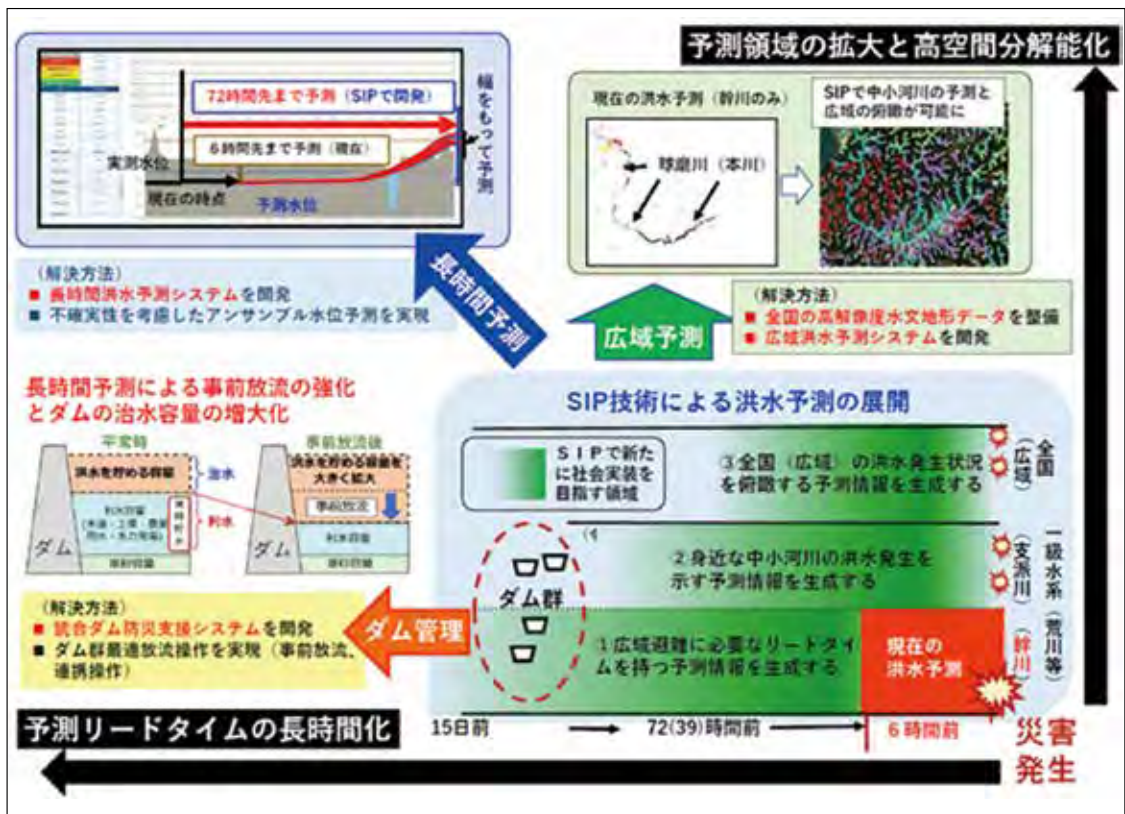 予測領域の拡大と高空間分解能化
72時間先まで予測（SIPで開発）
6時間先まで予測（現在）
実測水位
現在の時点
予測水位
幅をもって予測
（解決方法）
■ 長時間洪水予測システムを開発
■ 不確実性を考慮したアンサンブル水位予測を実現
長時間予測
現在の洪水予測（幹川のみ）
SIPで中小河川の予測と
広域の俯瞰が可能に
球磨川（本川）
広域予測
（解決方法）
■ 全国の高解像度水文地形データを整備
■ 広域洪水予測システムを開発
長時間予測による事前放流の強化
とダムの治水容量の増大化
平常時
洪水を貯める容量
治水
利水容量
利水
ダム
堆砂容量
事前放流後
洪水を貯める容量を
大きく拡大
事前放流
利水容量
ダム
堆砂容量
（解決方法）
■ 統合ダム防災支援システムを開発
■ ダム群最適放流操作を実現（事前放流、
連携操作）
ダム管理
SIP技術による洪水予測の展開
SIPで新た
に社会実装を
目指す領域
③全国（広域）の洪水発生状況
を俯瞰する予測情報を生成する
②身近な中小河川の洪水発生を
示す予測情報を生成する
ダム群
①広域避難に必要なリードタイ
ムを持つ予測情報を生成する
現在の
洪水予測
全国
（広域）
一級水系（荒川等）
（支派川）
（幹川）
15日前
72(39)時間前
6時間前
予測リードタイムの長時間化
災害
発生